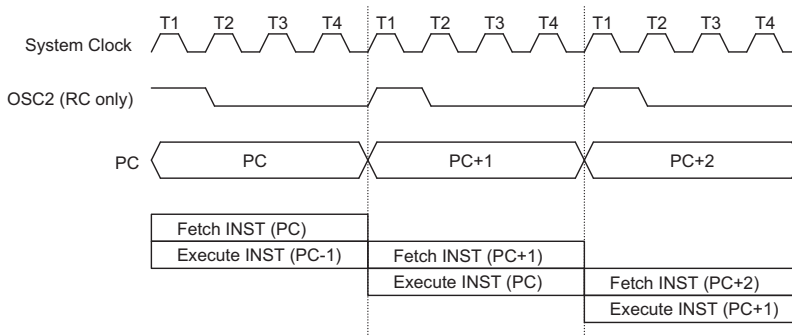 T1 T2 T3 T4 T1 T2 T3 T4 T1 T2 T3 T4
System Clock
OSC2 (RC only)
PC PC PC+1 PC+2
Fetch INST (PC)
Execute INST (PC-1) Fetch INST (PC+1)
Execute INST (PC) Fetch INST (PC+2)
Execute INST (PC+1)